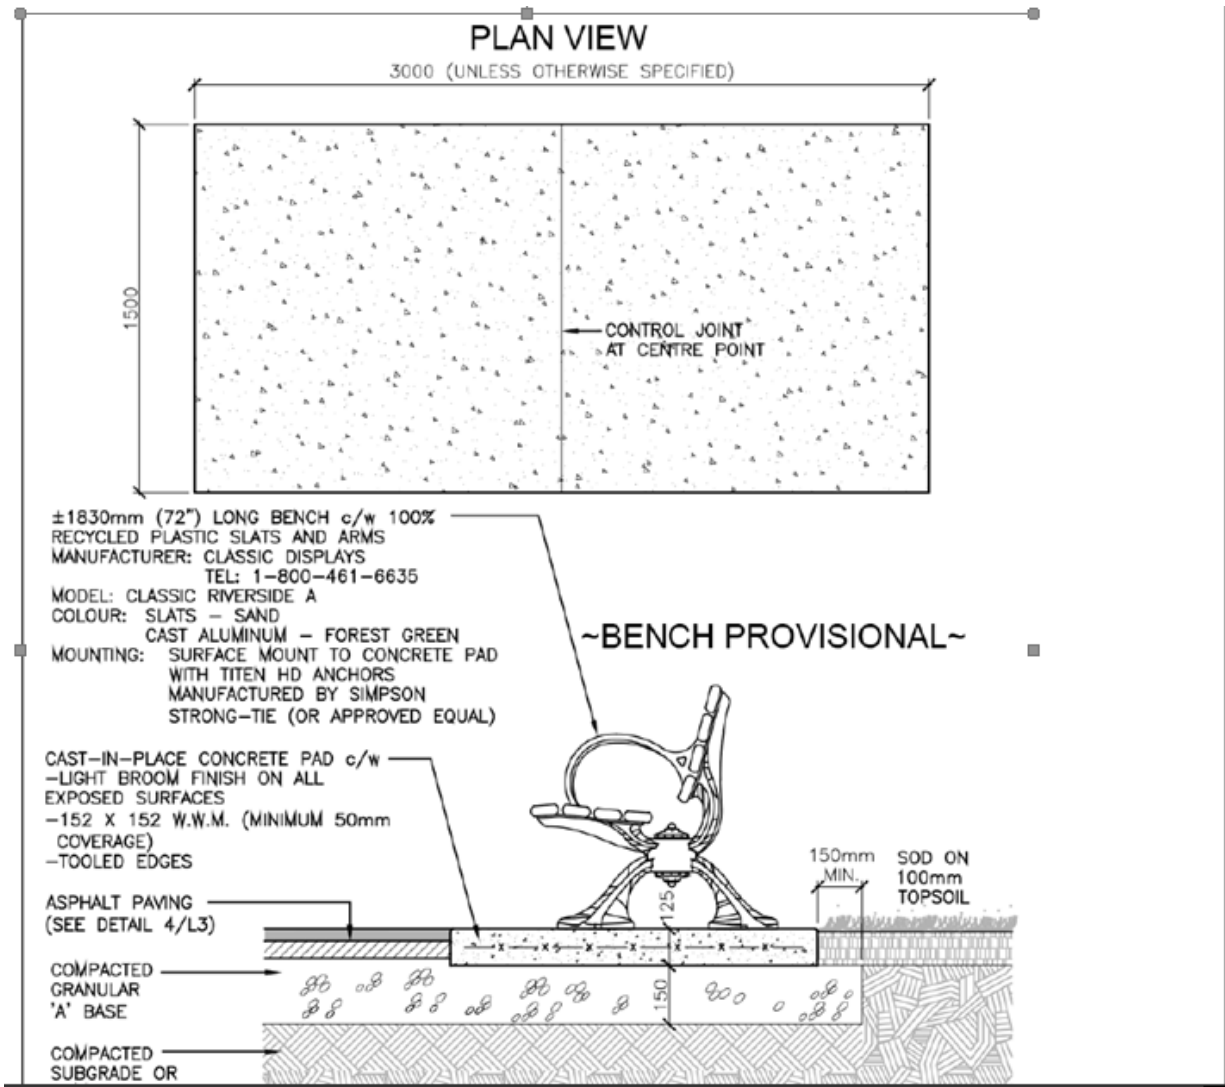 PLAN VIEW
3000 (UNLESS OTHERWISE SPECIFIED)
1500
CONTROL JOINT
AT CENTRE POINT
±1830mm (72") LONG BENCH c/w 100%
RECYCLED PLASTIC SLATS AND ARMS
MANUFACTURER: CLASSIC DISPLAYS
TEL: 1-800-461-6635
MODEL: CLASSIC RIVERSIDE A
COLOUR: SLATS - SAND
CAST ALUMINUM - FOREST GREEN
MOUNTING: SURFACE MOUNT TO CONCRETE PAD
WITH TITEN HD ANCHORS
MANUFACTURED BY SIMPSON
STRONG-TIE (OR APPROVED EQUAL)
~BENCH PROVISIONAL~
CAST-IN-PLACE CONCRETE PAD c/w
-LIGHT BROOM FINISH ON ALL
EXPOSED SURFACES
-152 X 152 W.W.M. (MINIMUM 50mm
COVERAGE)
-TOOLED EDGES
150mm
MIN.
SOD ON
100mm
TOPSOIL
125
ASPHALT PAVING
(SEE DETAIL 4/L3)
COMPACTED
GRANULAR
'A' BASE
150
COMPACTED
SUBGRADE OR